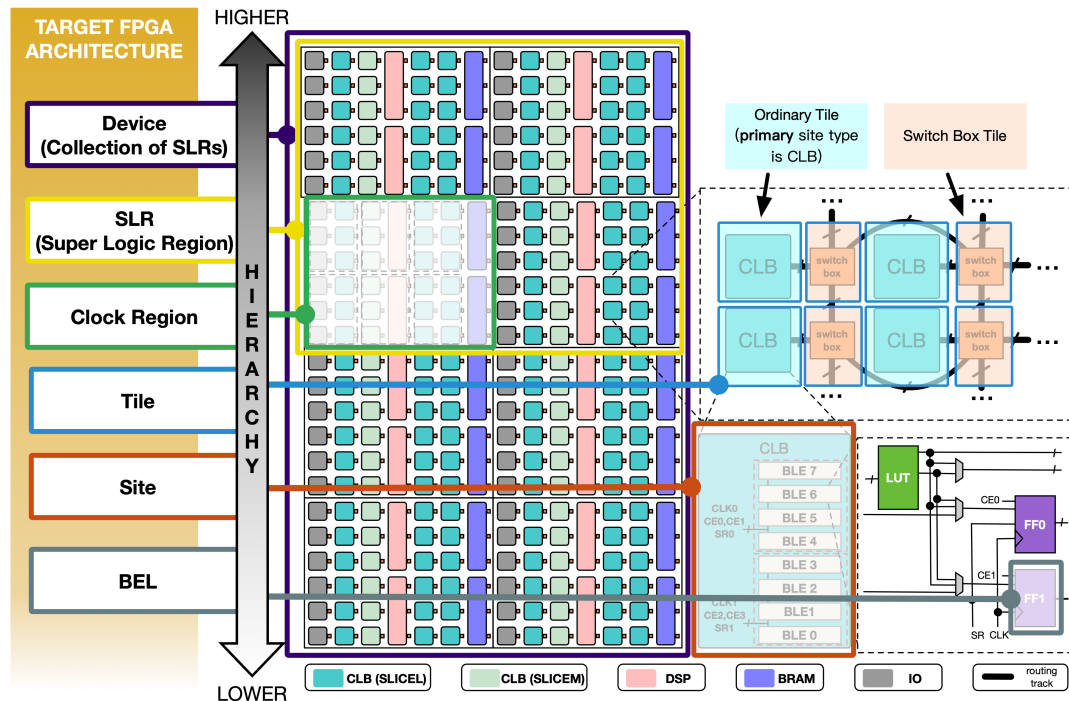 TARGET FPGA
ARCHITECTURE
HIGHER
HIERARCHY
LOWER
Device
(Collection of SLRs)
SLR
(Super Logic Region)
Clock Region
Tile
Site
BEL
Ordinary Tile
(primary site type
is CLB)
Switch Box Tile
CLB
switch
box
CLB
switch
box
...
CLB
switch
box
CLB
switch
box
...
...
...
...
...
CLB
BLE 7
BLE 6
BLE 5
BLE 4
BLE 3
BLE 2
BLE1
BLE 0
CLK0
CE0,CE1
SR0
CLK1
CE2,CE3
SR1
LUT
CE0
FF0
CE1
FF1
SR
CLK
CLB (SLICEL)
CLB (SLICEM)
DSP
BRAM
IO
routing
track